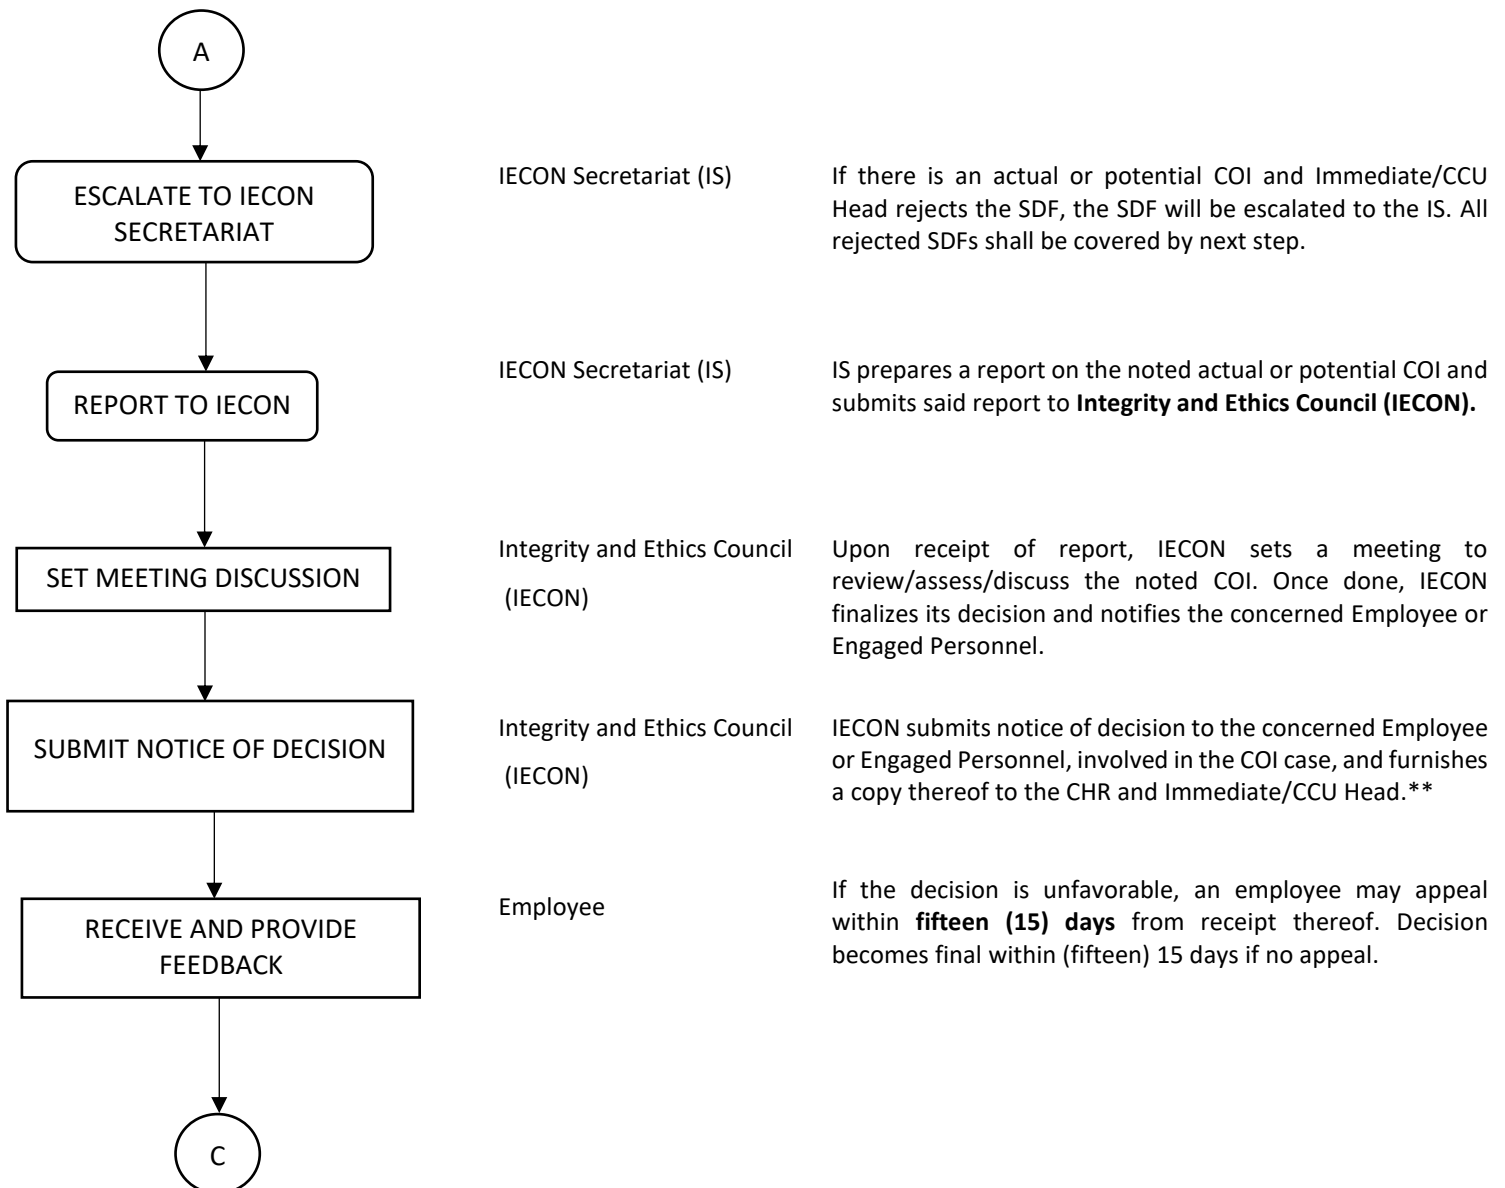 A
ESCALATE TO IECON
SECRETARIAT
IECON Secretariat (IS)
If there is an actual or potential COI and Immediate/CCU
Head rejects the SDF, the SDF will be escalated to the IS. All
rejected SDFs shall be covered by next step.
REPORT TO IECON
IECON Secretariat (IS)
IS prepares a report on the noted actual or potential COI and
submits said report to Integrity and Ethics Council (IECON).
SET MEETING DISCUSSION
Integrity and Ethics Council
(IECON)
Upon receipt of report, IECON sets a meeting to
review/assess/discuss the noted COI. Once done, IECON
finalizes its decision and notifies the concerned Employee or
Engaged Personnel.
SUBMIT NOTICE OF DECISION
Integrity and Ethics Council
(IECON)
IECON submits notice of decision to the concerned Employee
or Engaged Personnel, involved in the COI case, and furnishes
a copy thereof to the CHR and Immediate/CCU Head.**
RECEIVE AND PROVIDE
FEEDBACK
Employee
If the decision is unfavorable, an employee may appeal
within fifteen (15) days from receipt thereof. Decision
becomes final within (fifteen) 15 days if no appeal.
C